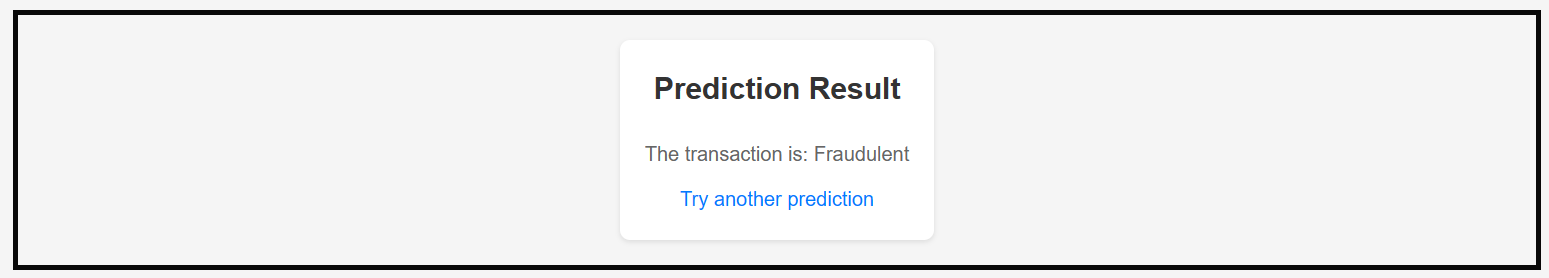 Prediction Result
The transaction is: Fraudulent
Try another prediction